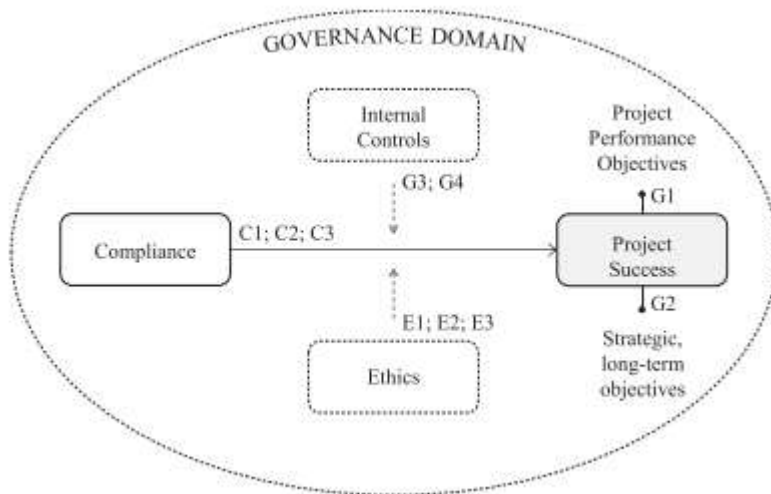 GOVERNANCE DOMAIN
Internal
Controls
Project
Performance
Objectives
G3; G4
G1
C1; C2; C3
Compliance
Project
Success
G2
E1; E2; E3
Ethics
Strategic,
long-term
objectives